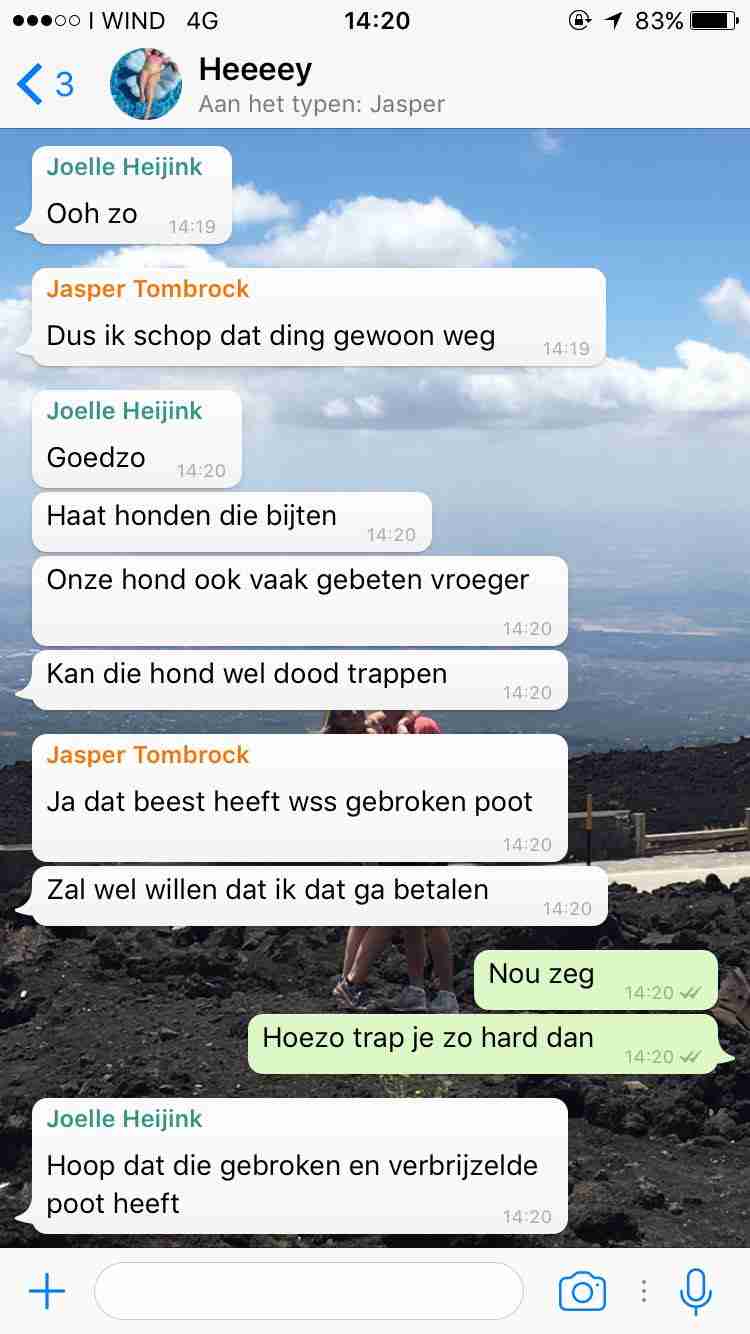 I WIND 4G 14:20 83%
3 Heeeey
Aan het typen: Jasper
Joelle Heijink
Ooh zo 14:19
Jasper Tombrock
Dus ik schop dat ding gewoon weg 14:19
Joelle Heijink
Goedzo 14:20
Haat honden die bijten 14:20
Onze hond ook vaak gebeten vroeger
14:20
Kan die hond wel dood trappen 14:20
Jasper Tombrock
Ja dat beest heeft wss gebroken poot
14:20
Zal wel willen dat ik dat ga betalen 14:20
Nou zeg 14:20
Hoezo trap je zo hard dan 14:20
Joelle Heijink
Hoop dat die gebroken en verbrijzelde
poot heeft 14:20